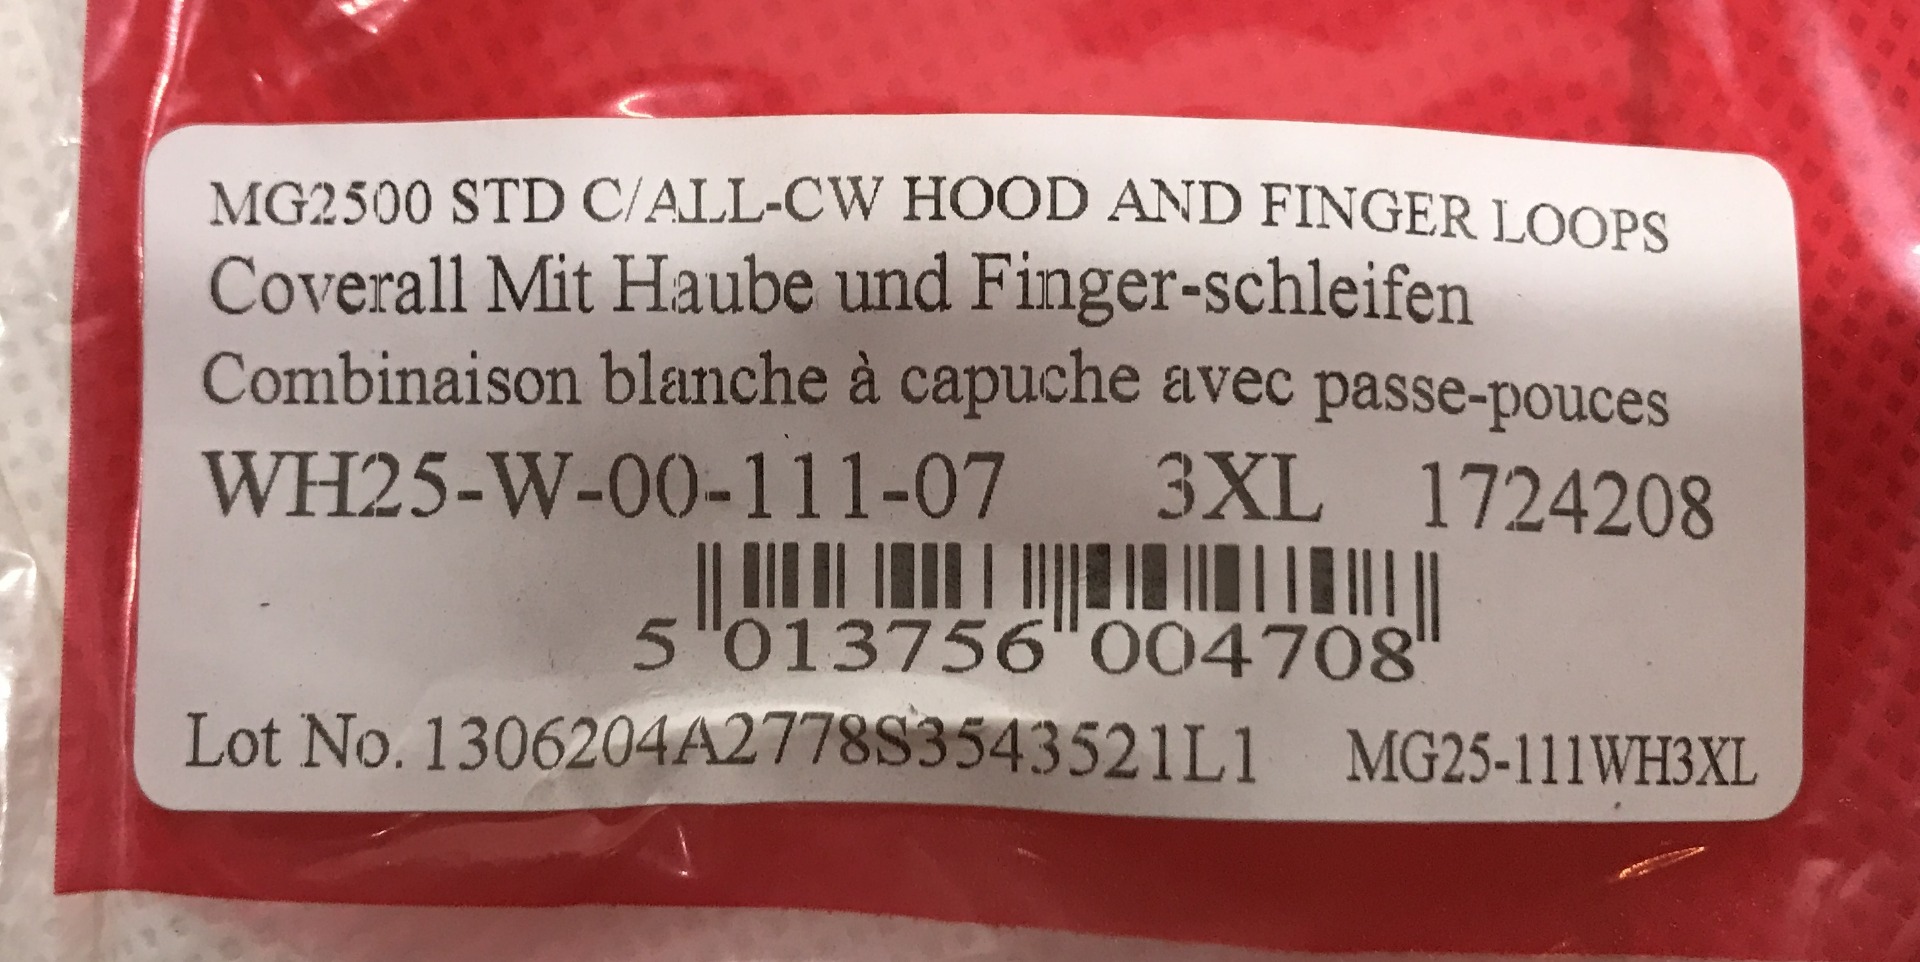 MG2500 STD C/ALL-CW HOOD AND FINGER LOOPS
Coverall Mit Haube und Finger-schleifen
Combinaison blanche à capuche avec passe-pouces
WH25-W-00-111-07 3XL 1724208
5 013756 004708
Lot No. 1306204A2778S3543521L1 MG25-111WH3XL